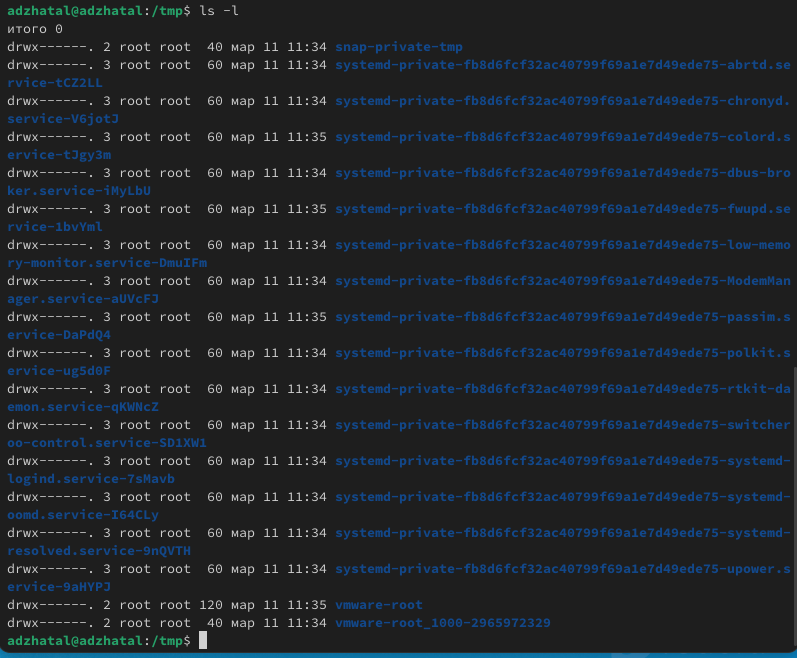 adzhatal@adzhatal:/tmp$ ls -l
итого 0
drwx------. 2 root root  40 мар 11 11:34 snap-private-tmp
drwx------. 3 root root  60 мар 11 11:34 systemd-private-fb8d6fcf32ac40799f69a1e7d49ede75-abrtd.se
rvice-tCZ2LL
drwx------. 3 root root  60 мар 11 11:34 systemd-private-fb8d6fcf32ac40799f69a1e7d49ede75-chronyd.
service-V6jotJ
drwx------. 3 root root  60 мар 11 11:35 systemd-private-fb8d6fcf32ac40799f69a1e7d49ede75-colord.s
ervice-tJgy3m
drwx------. 3 root root  60 мар 11 11:34 systemd-private-fb8d6fcf32ac40799f69a1e7d49ede75-dbus-bro
ker.service-iMyLbU
drwx------. 3 root root  60 мар 11 11:35 systemd-private-fb8d6fcf32ac40799f69a1e7d49ede75-fwupd.se
rvice-1bvYml
drwx------. 3 root root  60 мар 11 11:34 systemd-private-fb8d6fcf32ac40799f69a1e7d49ede75-low-memo
ry-monitor.service-DmuIFm
drwx------. 3 root root  60 мар 11 11:34 systemd-private-fb8d6fcf32ac40799f69a1e7d49ede75-ModemMan
ager.service-aUVcFJ
drwx------. 3 root root  60 мар 11 11:35 systemd-private-fb8d6fcf32ac40799f69a1e7d49ede75-passim.s
ervice-DaPdQ4
drwx------. 3 root root  60 мар 11 11:34 systemd-private-fb8d6fcf32ac40799f69a1e7d49ede75-polkit.s
ervice-ug5d0F
drwx------. 3 root root  60 мар 11 11:34 systemd-private-fb8d6fcf32ac40799f69a1e7d49ede75-rtkit-da
emon.service-qKWNcZ
drwx------. 3 root root  60 мар 11 11:34 systemd-private-fb8d6fcf32ac40799f69a1e7d49ede75-switcher
oo-control.service-SD1XW1
drwx------. 3 root root  60 мар 11 11:34 systemd-private-fb8d6fcf32ac40799f69a1e7d49ede75-systemd-
logind.service-7sMavb
drwx------. 3 root root  60 мар 11 11:34 systemd-private-fb8d6fcf32ac40799f69a1e7d49ede75-systemd-
oomd.service-I64CLy
drwx------. 3 root root  60 мар 11 11:34 systemd-private-fb8d6fcf32ac40799f69a1e7d49ede75-systemd-
resolved.service-9nQVTH
drwx------. 3 root root  60 мар 11 11:34 systemd-private-fb8d6fcf32ac40799f69a1e7d49ede75-upower.s
ervice-9aHYPJ
drwx------. 2 root root 120 мар 11 11:35 vmware-root
drwx------. 2 root root  40 мар 11 11:34 vmware-root_1000-2965972329
adzhatal@adzhatal:/tmp$